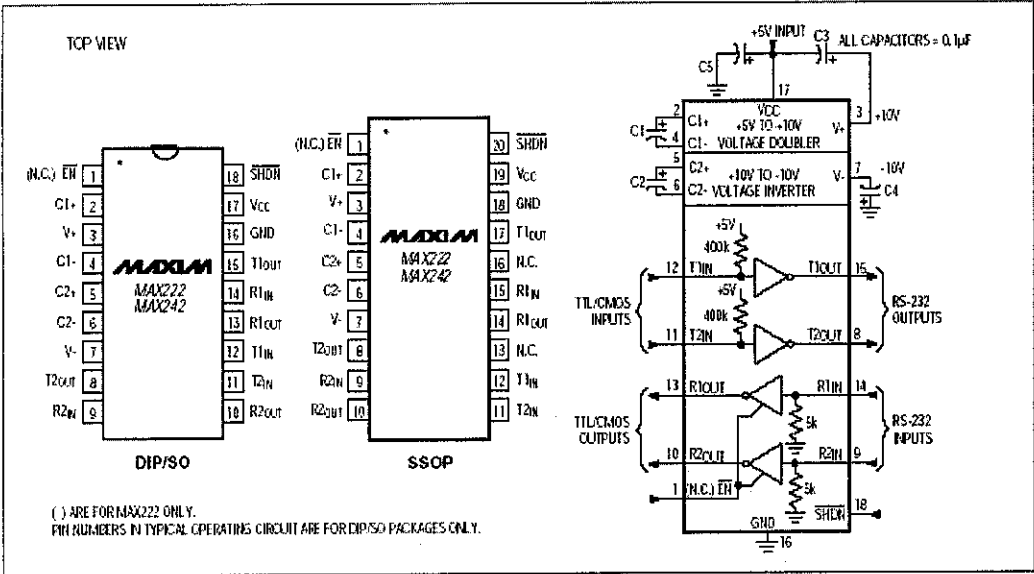 TOP VIEW
(N.C.) EN 1
C1+ 2
V+ 3
C1- 4
C2+ 5
C2- 6
V- 7
T2OUT 8
R2IN 9
18 SHDN
17 VCC
16 GND
15 T1OUT
14 R1IN
13 R1OUT
12 T1IN
11 T2IN
10 R2OUT
MAXIM
MAX222
MAX242
DIP/SO
(N.C.) EN 1
C1+ 2
V+ 3
C1- 4
C2+ 5
C2- 6
V- 7
T2OUT 8
R2IN 9
R2OUT 10
20 SHDN
19 VCC
18 GND
17 T1OUT
16 N.C.
15 R1IN
14 R1OUT
13 N.C.
12 T1IN
11 T2IN
MAXIM
MAX222
MAX242
SSOP
+5V INPUT
C3
ALL CAPACITORS = 0.1µF
C5
17
VCC
2 C1+
C1
4 C1-
+5V TO +10V
VOLTAGE DOUBLER
V+ 3 +10V
5 C2+
C2
6 C2-
+10V TO -10V
VOLTAGE INVERTER
V- 7 -10V
C4
+5V
400k
12 T1IN
T1OUT 15
+5V
400k
TTL/CMOS
INPUTS
RS-232
OUTPUTS
11 T2IN
T2OUT 8
13 R1OUT
R1IN 14
5k
TTL/CMOS
OUTPUTS
RS-232
INPUTS
10 R2OUT
R2IN 9
5k
1 (N.C.) EN
SHDN 18
GND
16
( ) ARE FOR MAX222 ONLY.
PIN NUMBERS IN TYPICAL OPERATING CIRCUIT ARE FOR DIP/SO PACKAGES ONLY.